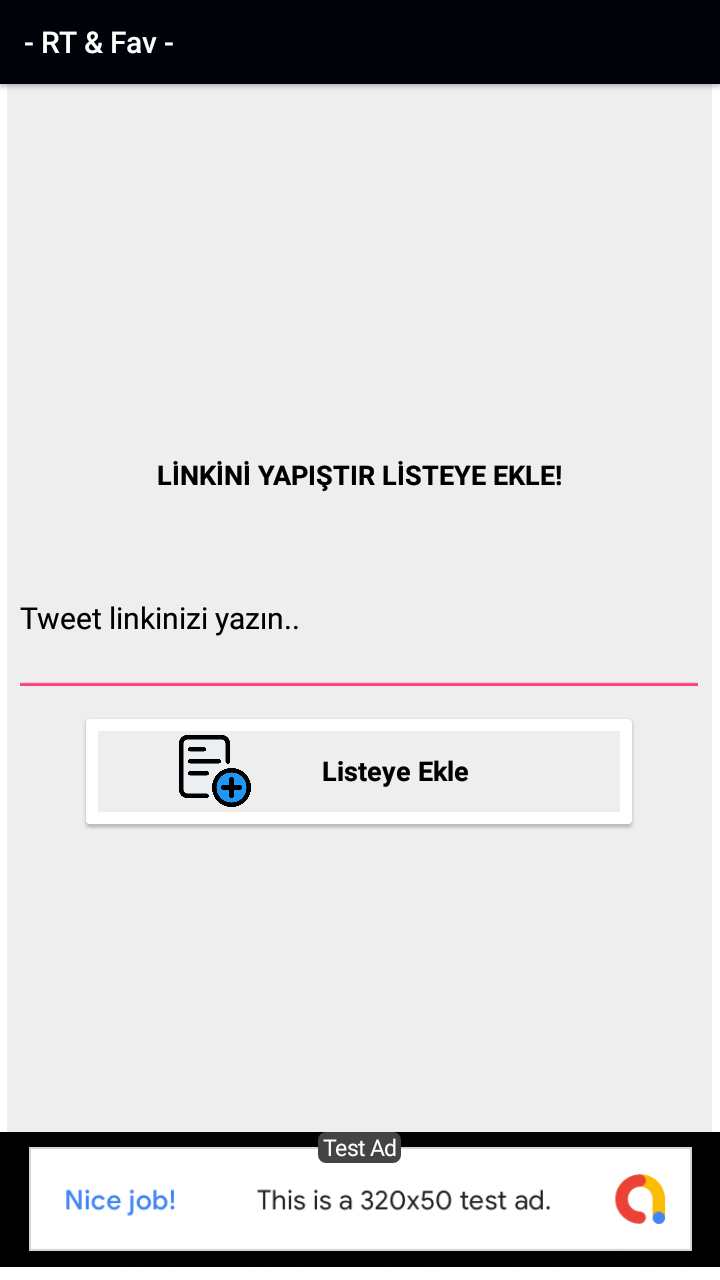 - RT & Fav -
LİNKİNİ YAPIŞTIR LİSTEYE EKLE!
Tweet linkinizi yazın..
Listeye Ekle
Test Ad
Nice job!
This is a 320x50 test ad.